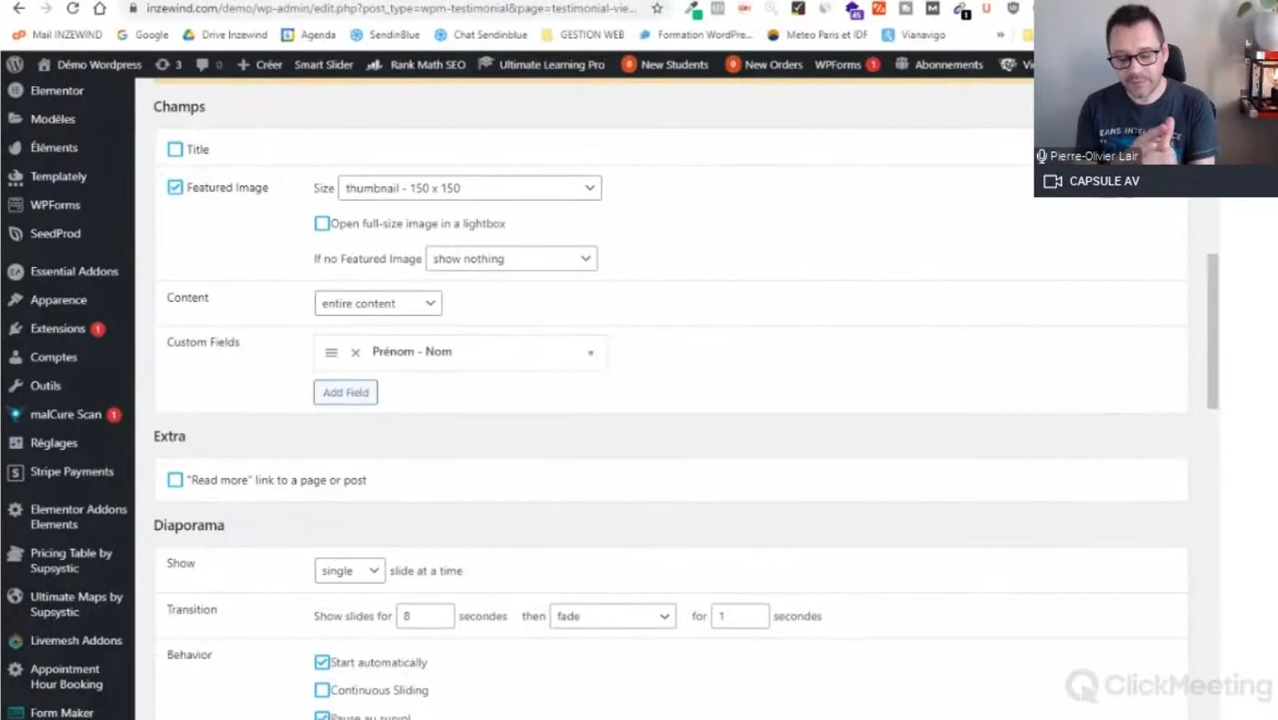 inzewind.com/demo/wp-admin/edit.php?post_type=wpm-testimonial&page=testimonial-vie...
Mail INZEWIND
Google
Drive Inzewind
Agenda
SendinBlue
Chat Sendinblue
GESTION WEB
Formation WordPre...
Meteo Paris et IDF
Vianavigo
»
Démo Wordpress
3
Créer
Smart Slider
Rank Math SEO
Ultimate Learning Pro
0 New Students
0 New Orders
WPForms 1
Abonnements
Elementor
Modèles
Éléments
Templately
WPForms
SeedProd
Essential Addons
Apparence
Extensions 1
Comptes
Outils
malCure Scan 1
Réglages
Stripe Payments
Elementor Addons
Elements
Pricing Table by
Supsystic
Ultimate Maps by
Supsystic
Livemesh Addons
Appointment
Hour Booking
Form Maker
Champs
Title
Featured Image
Size thumbnail - 150 x 150
Open full-size image in a lightbox
If no Featured Image show nothing
Content
entire content
Custom Fields
Prénom - Nom
Add Field
Extra
"Read more" link to a page or post
Diaporama
Show
single slide at a time
Transition
Show slides for 8 secondes then fade for 1 secondes
Behavior
Start automatically
Continuous Sliding
Pause au survol
Pierre-Olivier Lair
CAPSULE AV
ClickMeeting